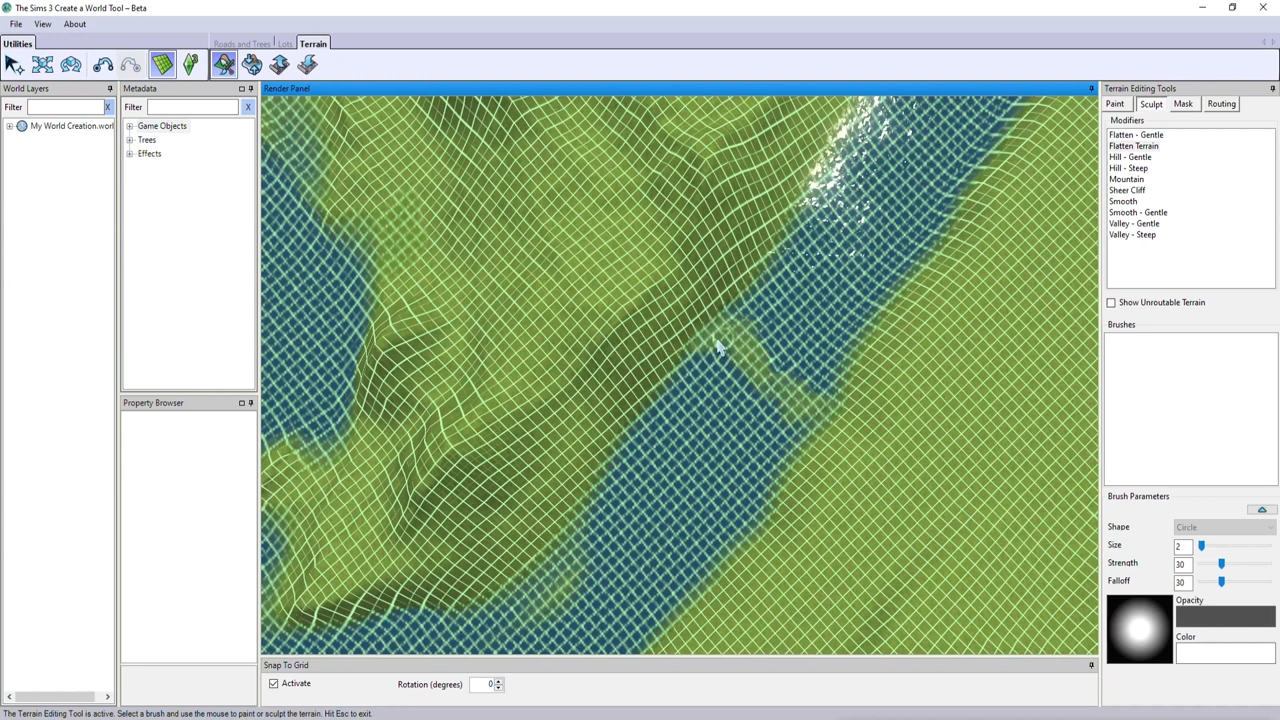 The Sims 3 Create a World Tool – Beta
File View About
Utilities Roads and Trees Lots Terrain
World Layers
Filter X
My World Creation.worl
Metadata
Filter X
Game Objects
Trees
Effects
Property Browser
Render Panel
Snap To Grid
Activate Rotation (degrees) 0
Terrain Editing Tools
Paint Sculpt Mask Routing
Modifiers
Flatten - Gentle
Flatten Terrain
Hill - Gentle
Hill - Steep
Mountain
Sheer Cliff
Smooth
Smooth - Gentle
Valley - Gentle
Valley - Steep
Show Unroutable Terrain
Brushes
Brush Parameters
Shape Circle
Size 2
Strength 30
Falloff 30
Opacity
Color
The Terrain Editing Tool is active. Select a brush and use the mouse to paint or sculpt the terrain. Hit Esc to exit.